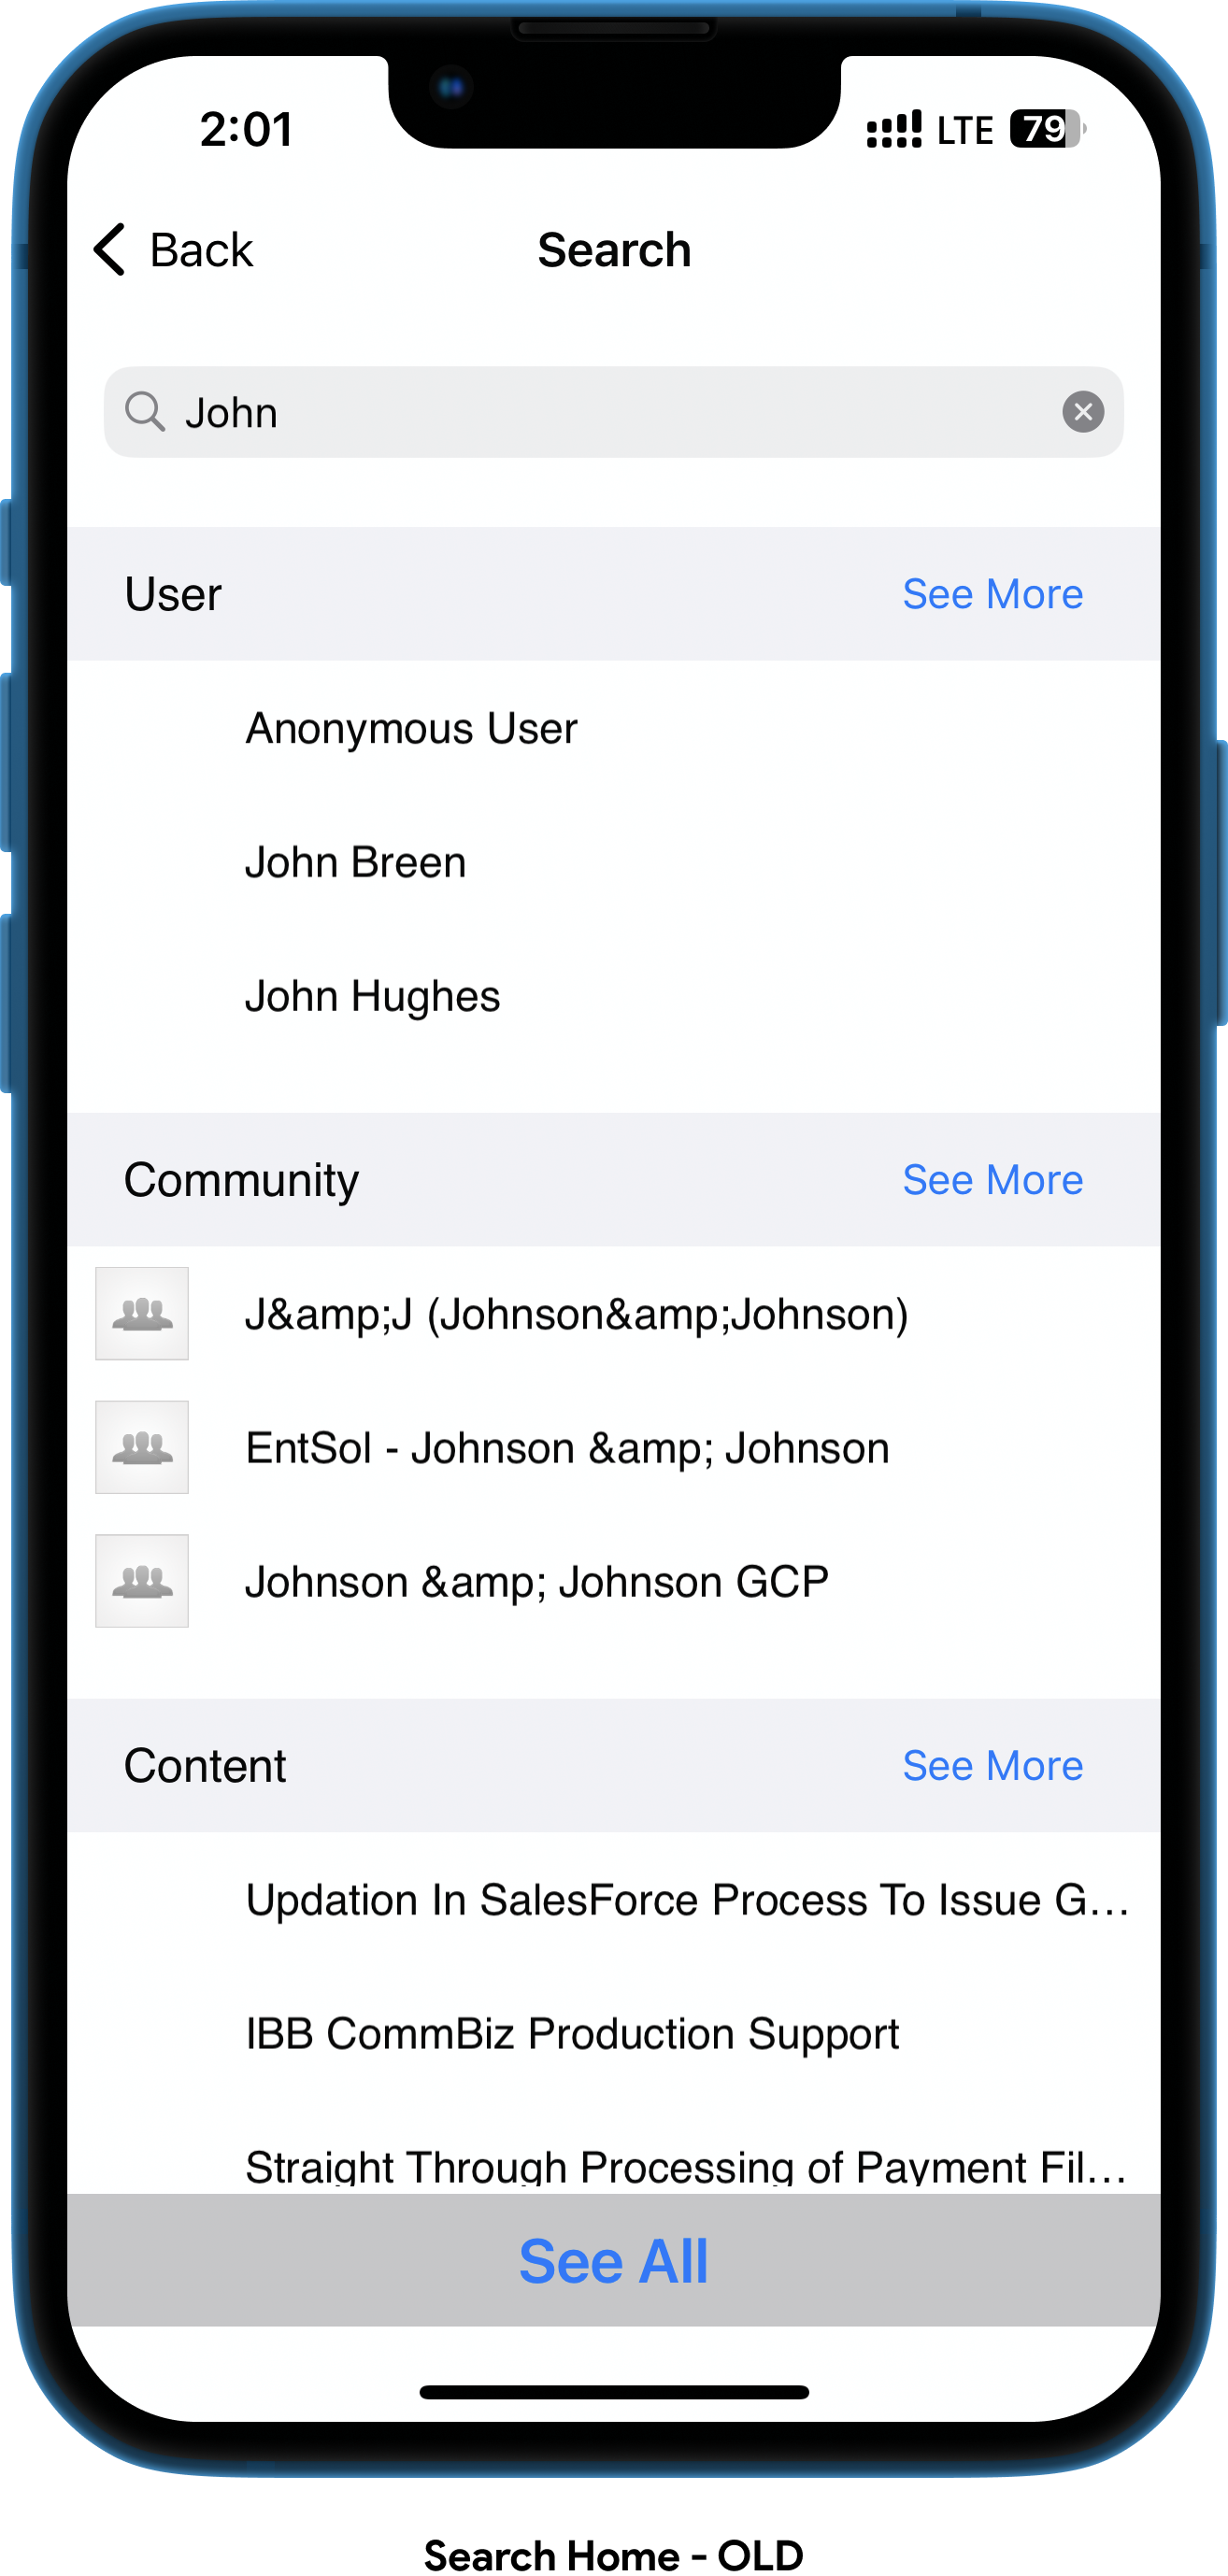 2:01 LTE 79
Back Search
John
User See More
Anonymous User
John Breen
John Hughes
Community See More
J&amp;J (Johnson&amp;Johnson)
EntSol - Johnson &amp; Johnson
Johnson &amp; Johnson GCP
Content See More
Updation In SalesForce Process To Issue G...
IBB CommBiz Production Support
Straight Through Processing of Payment Fil...
See All
Search Home - OLD